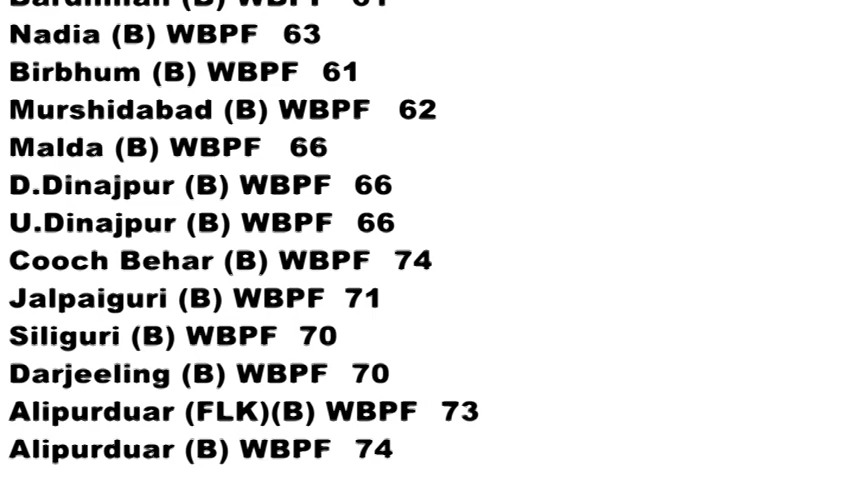 (B) WBPF 61
Nadia (B) WBPF 63
Birbhum (B) WBPF 61
Murshidabad (B) WBPF 62
Malda (B) WBPF 66
D.Dinajpur (B) WBPF 66
U.Dinajpur (B) WBPF 66
Cooch Behar (B) WBPF 74
Jalpaiguri (B) WBPF 71
Siliguri (B) WBPF 70
Darjeeling (B) WBPF 70
Alipurduar (FLK)(B) WBPF 73
Alipurduar (B) WBPF 74